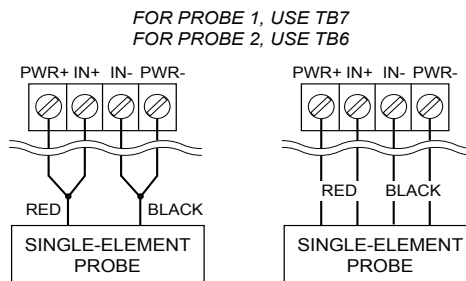 FOR PROBE 1, USE TB7
FOR PROBE 2, USE TB6
PWR+ IN+ IN- PWR-
PWR+ IN+ IN- PWR-
RED BLACK
RED BLACK
SINGLE-ELEMENT
PROBE
SINGLE-ELEMENT
PROBE